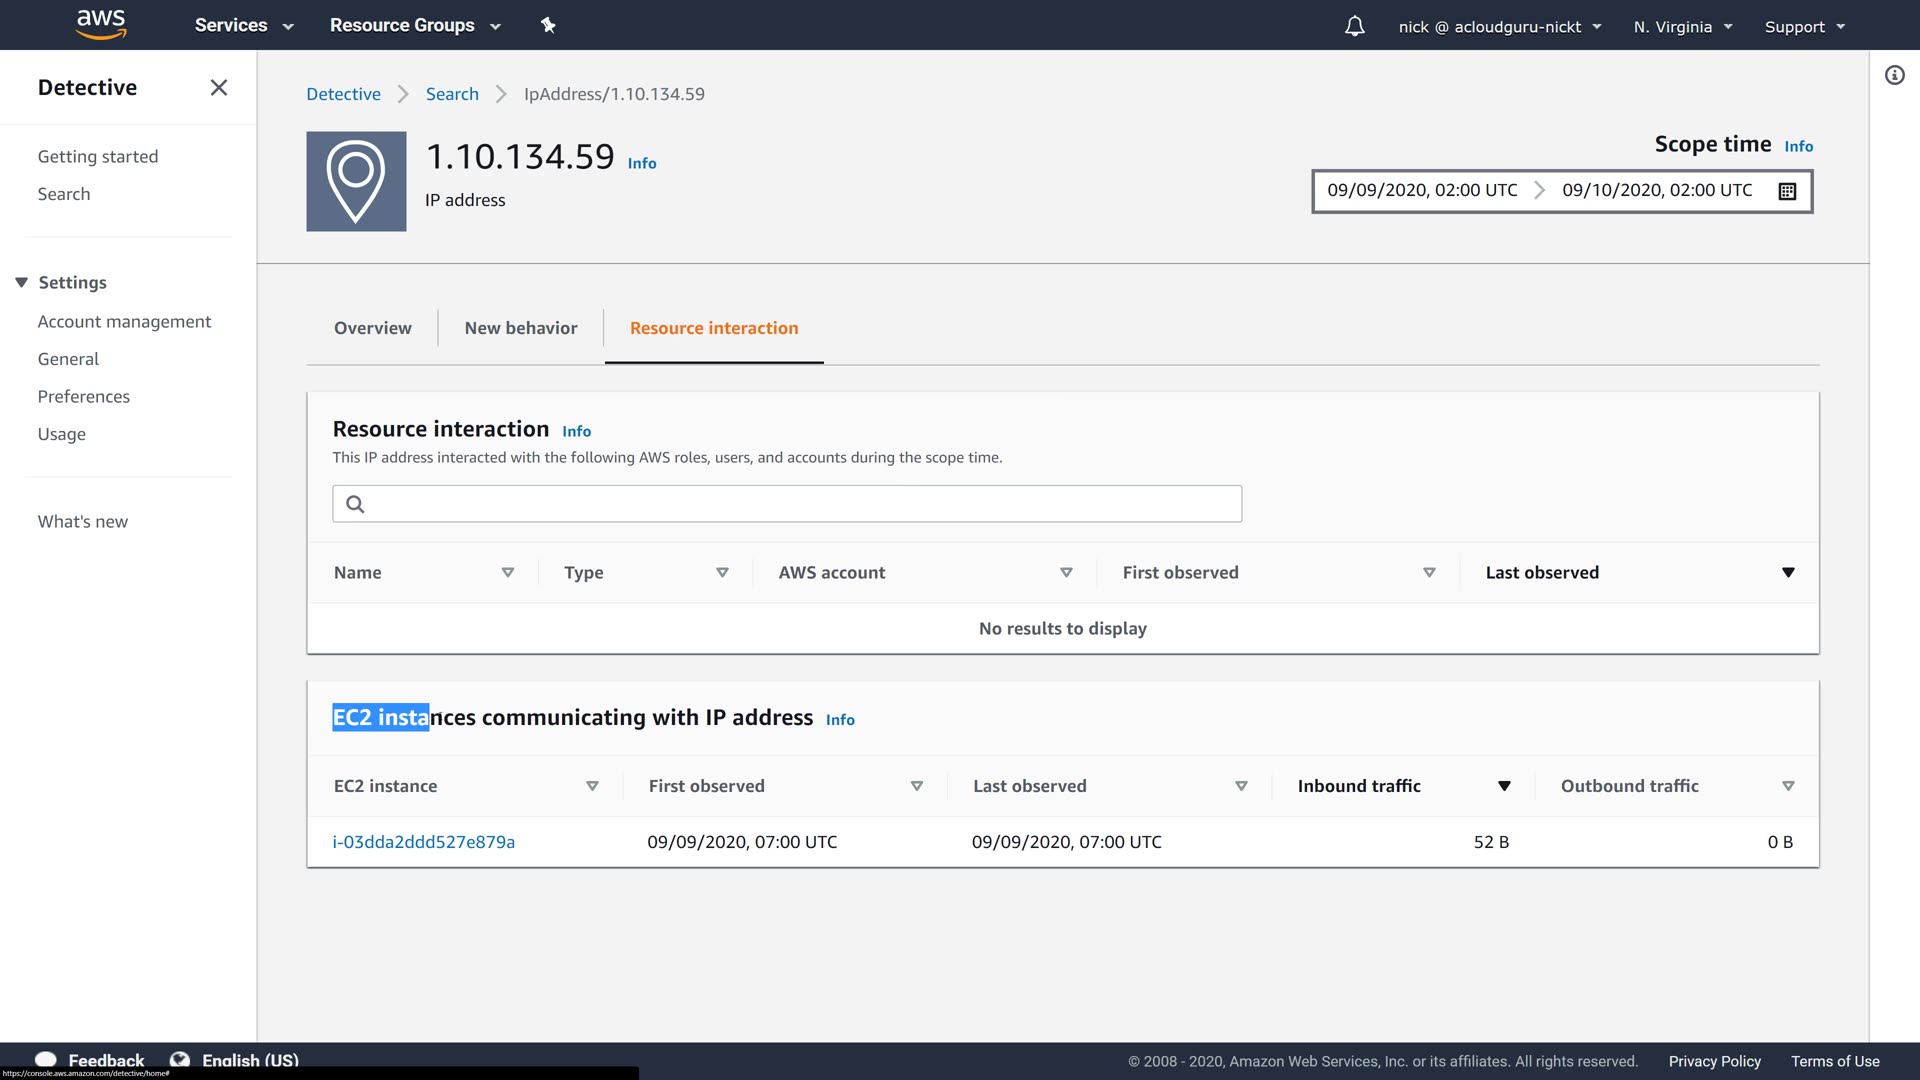 aws Services Resource Groups nick @ acloudguru-nickt N. Virginia Support
Detective
Getting started
Search
Settings
Account management
General
Preferences
Usage
What's new
Detective Search IpAddress/1.10.134.59
1.10.134.59 Info
IP address
Scope time Info
09/09/2020, 02:00 UTC 09/10/2020, 02:00 UTC
Overview New behavior Resource interaction
Resource interaction Info
This IP address interacted with the following AWS roles, users, and accounts during the scope time.
Name Type AWS account First observed Last observed
No results to display
EC2 instances communicating with IP address Info
EC2 instance First observed Last observed Inbound traffic Outbound traffic
i-03dda2ddd527e879a 09/09/2020, 07:00 UTC 09/09/2020, 07:00 UTC 52 B 0 B
Feedback English (US) © 2008 - 2020, Amazon Web Services, Inc. or its affiliates. All rights reserved. Privacy Policy Terms of Use
https://console.aws.amazon.com/detective/home#